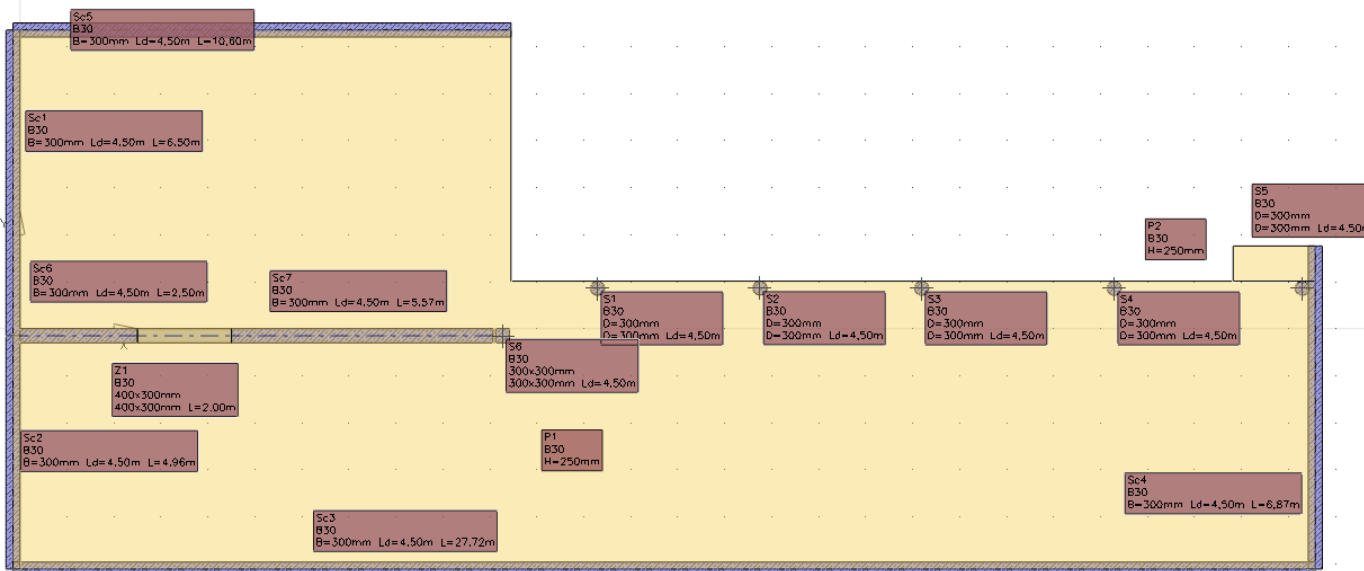 Sc5
B30
B=300mm Ld=4,50m L=10,60m
Sc1
B30
B=300mm Ld=4,50m L=6,50m
S5
B30
D=300mm
D=300mm Ld=4,50m
P2
B30
H=250mm
Y
Sc6
B30
B=300mm Ld=4,50m L=2,50m
Sc7
B30
B=300mm Ld=4,50m L=5,57m
S1
B30
D=300mm
D=300mm Ld=4,50m
S2
B30
D=300mm
D=300mm Ld=4,50m
S3
B30
D=300mm
D=300mm Ld=4,50m
S4
B30
D=300mm
D=300mm Ld=4,50m
X
S6
B30
300x300mm
300x300mm Ld=4,50m
Z1
B30
400x300mm
400x300mm L=2,00m
Sc2
B30
B=300mm Ld=4,50m L=4,96m
P1
B30
H=250mm
Sc4
B30
B=300mm Ld=4,50m L=6,87m
Sc3
B30
B=300mm Ld=4,50m L=27,72m